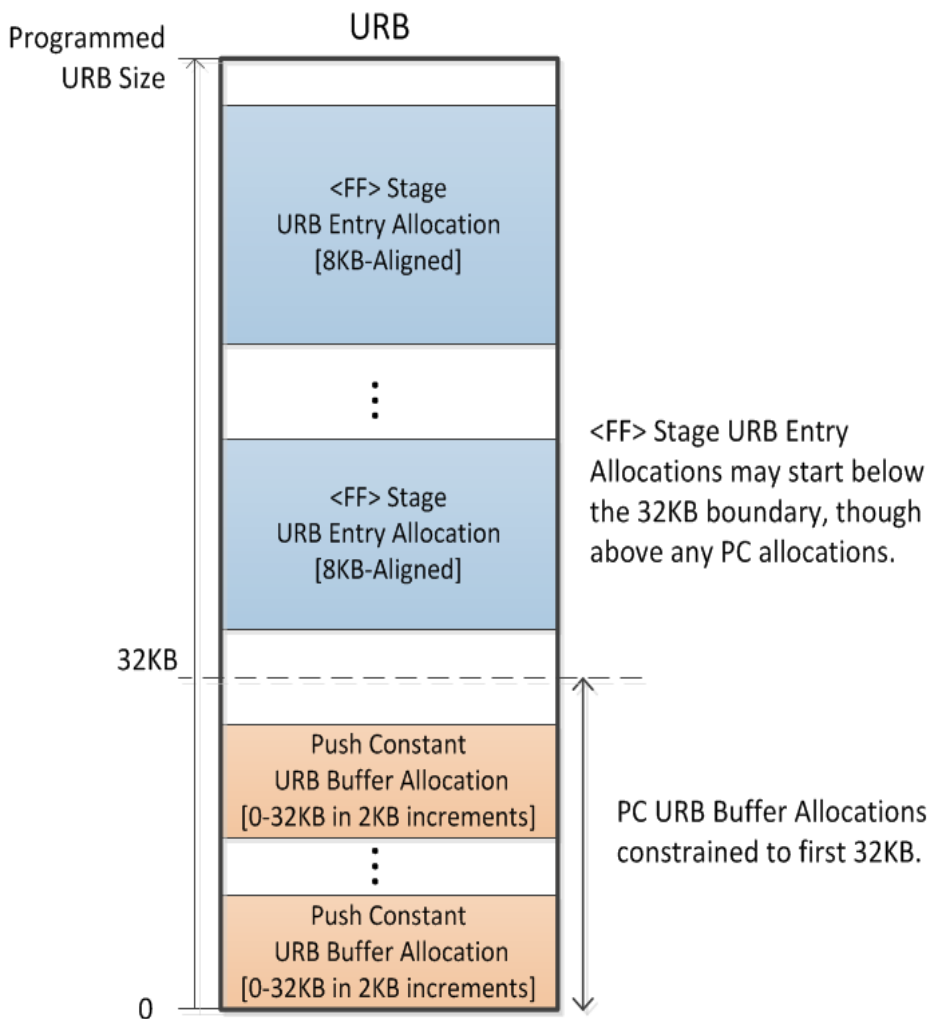 URB
Programmed
URB Size
<FF> Stage
URB Entry Allocation
[8KB-Aligned]
⋮
<FF> Stage
URB Entry Allocation
[8KB-Aligned]
<FF> Stage URB Entry
Allocations may start below
the 32KB boundary, though
above any PC allocations.
32KB
Push Constant
URB Buffer Allocation
[0-32KB in 2KB increments]
⋮
PC URB Buffer Allocations
constrained to first 32KB.
Push Constant
URB Buffer Allocation
[0-32KB in 2KB increments]
0